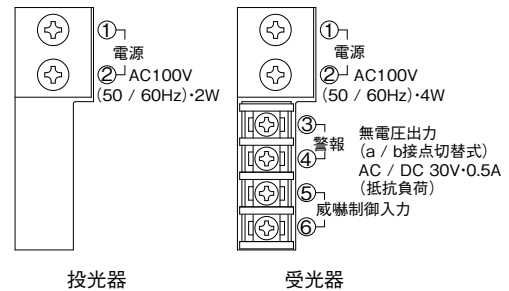 ①
電源
② AC100V
(50 / 60Hz)・2W
投光器
①
電源
② AC100V
(50 / 60Hz)・4W
③
警報
④
無電圧出力
(a / b接点切替式)
AC / DC 30V・0.5A
(抵抗負荷)
⑤
威嚇制御入力
⑥
受光器